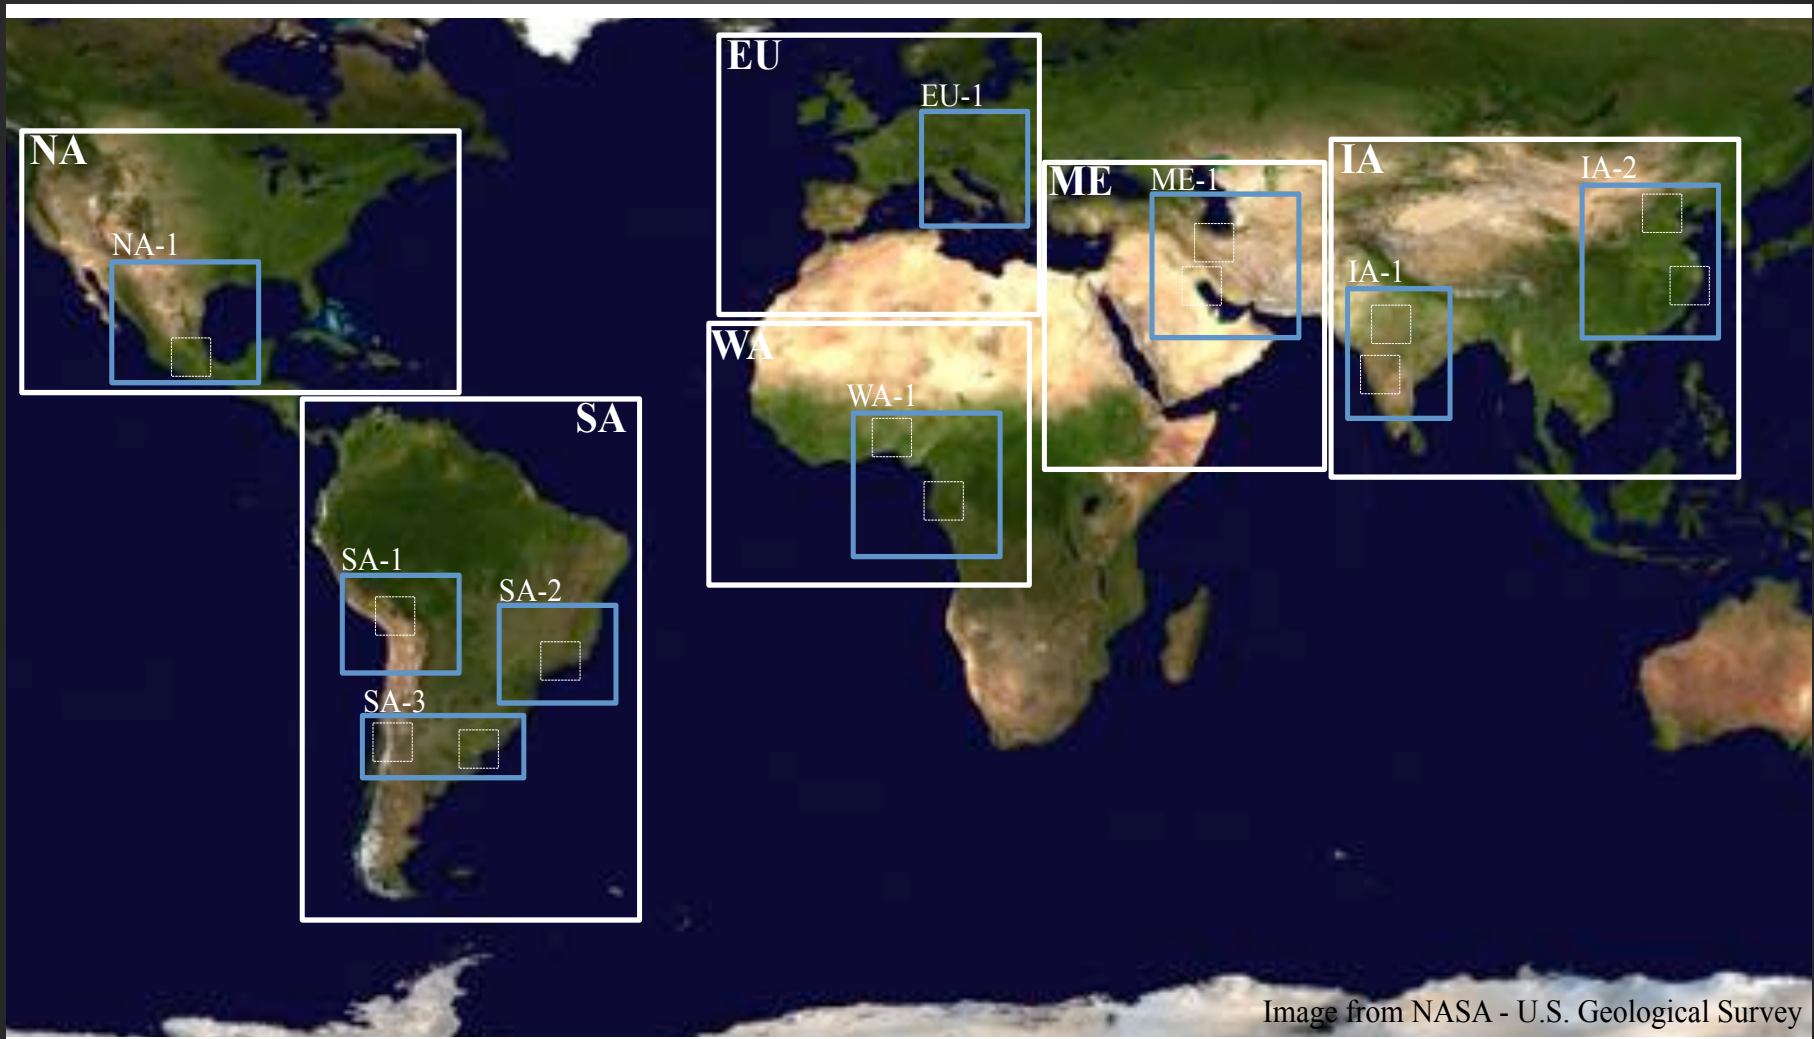 EU
EU-1
NA
NA-1
ME
ME-1
IA
IA-2
IA-1
WA
WA-1
SA
SA-1
SA-2
SA-3
Image from NASA - U.S. Geological Survey